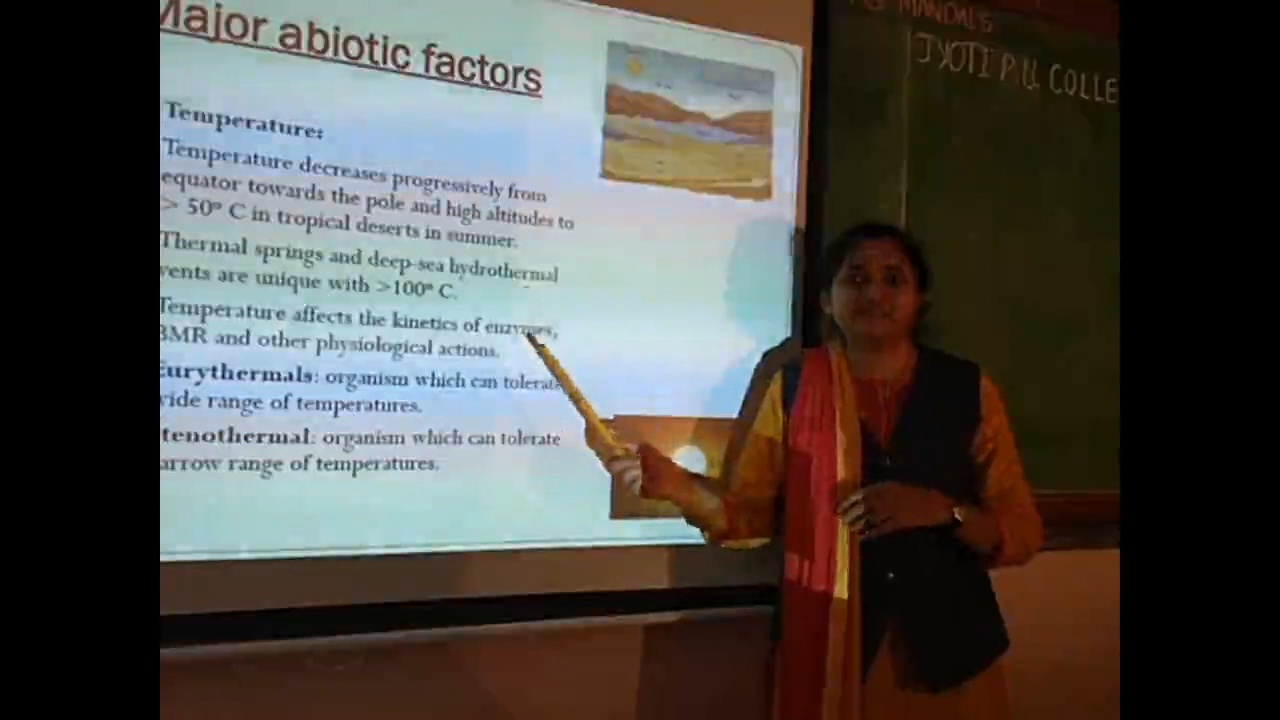 Major abiotic factors
Temperature:
Temperature decreases progressively from
equator towards the pole and high altitudes to
> 50° C in tropical deserts in summer.
Thermal springs and deep-sea hydrothermal
vents are unique with >100° C.
Temperature affects the kinetics of enzymes,
BMR and other physiological actions.
Eurythermals: organism which can tolerate
wide range of temperatures.
tenothermal: organism which can tolerate
arrow range of temperatures.
MANDAL'S
JYOTI P.U. COLLE